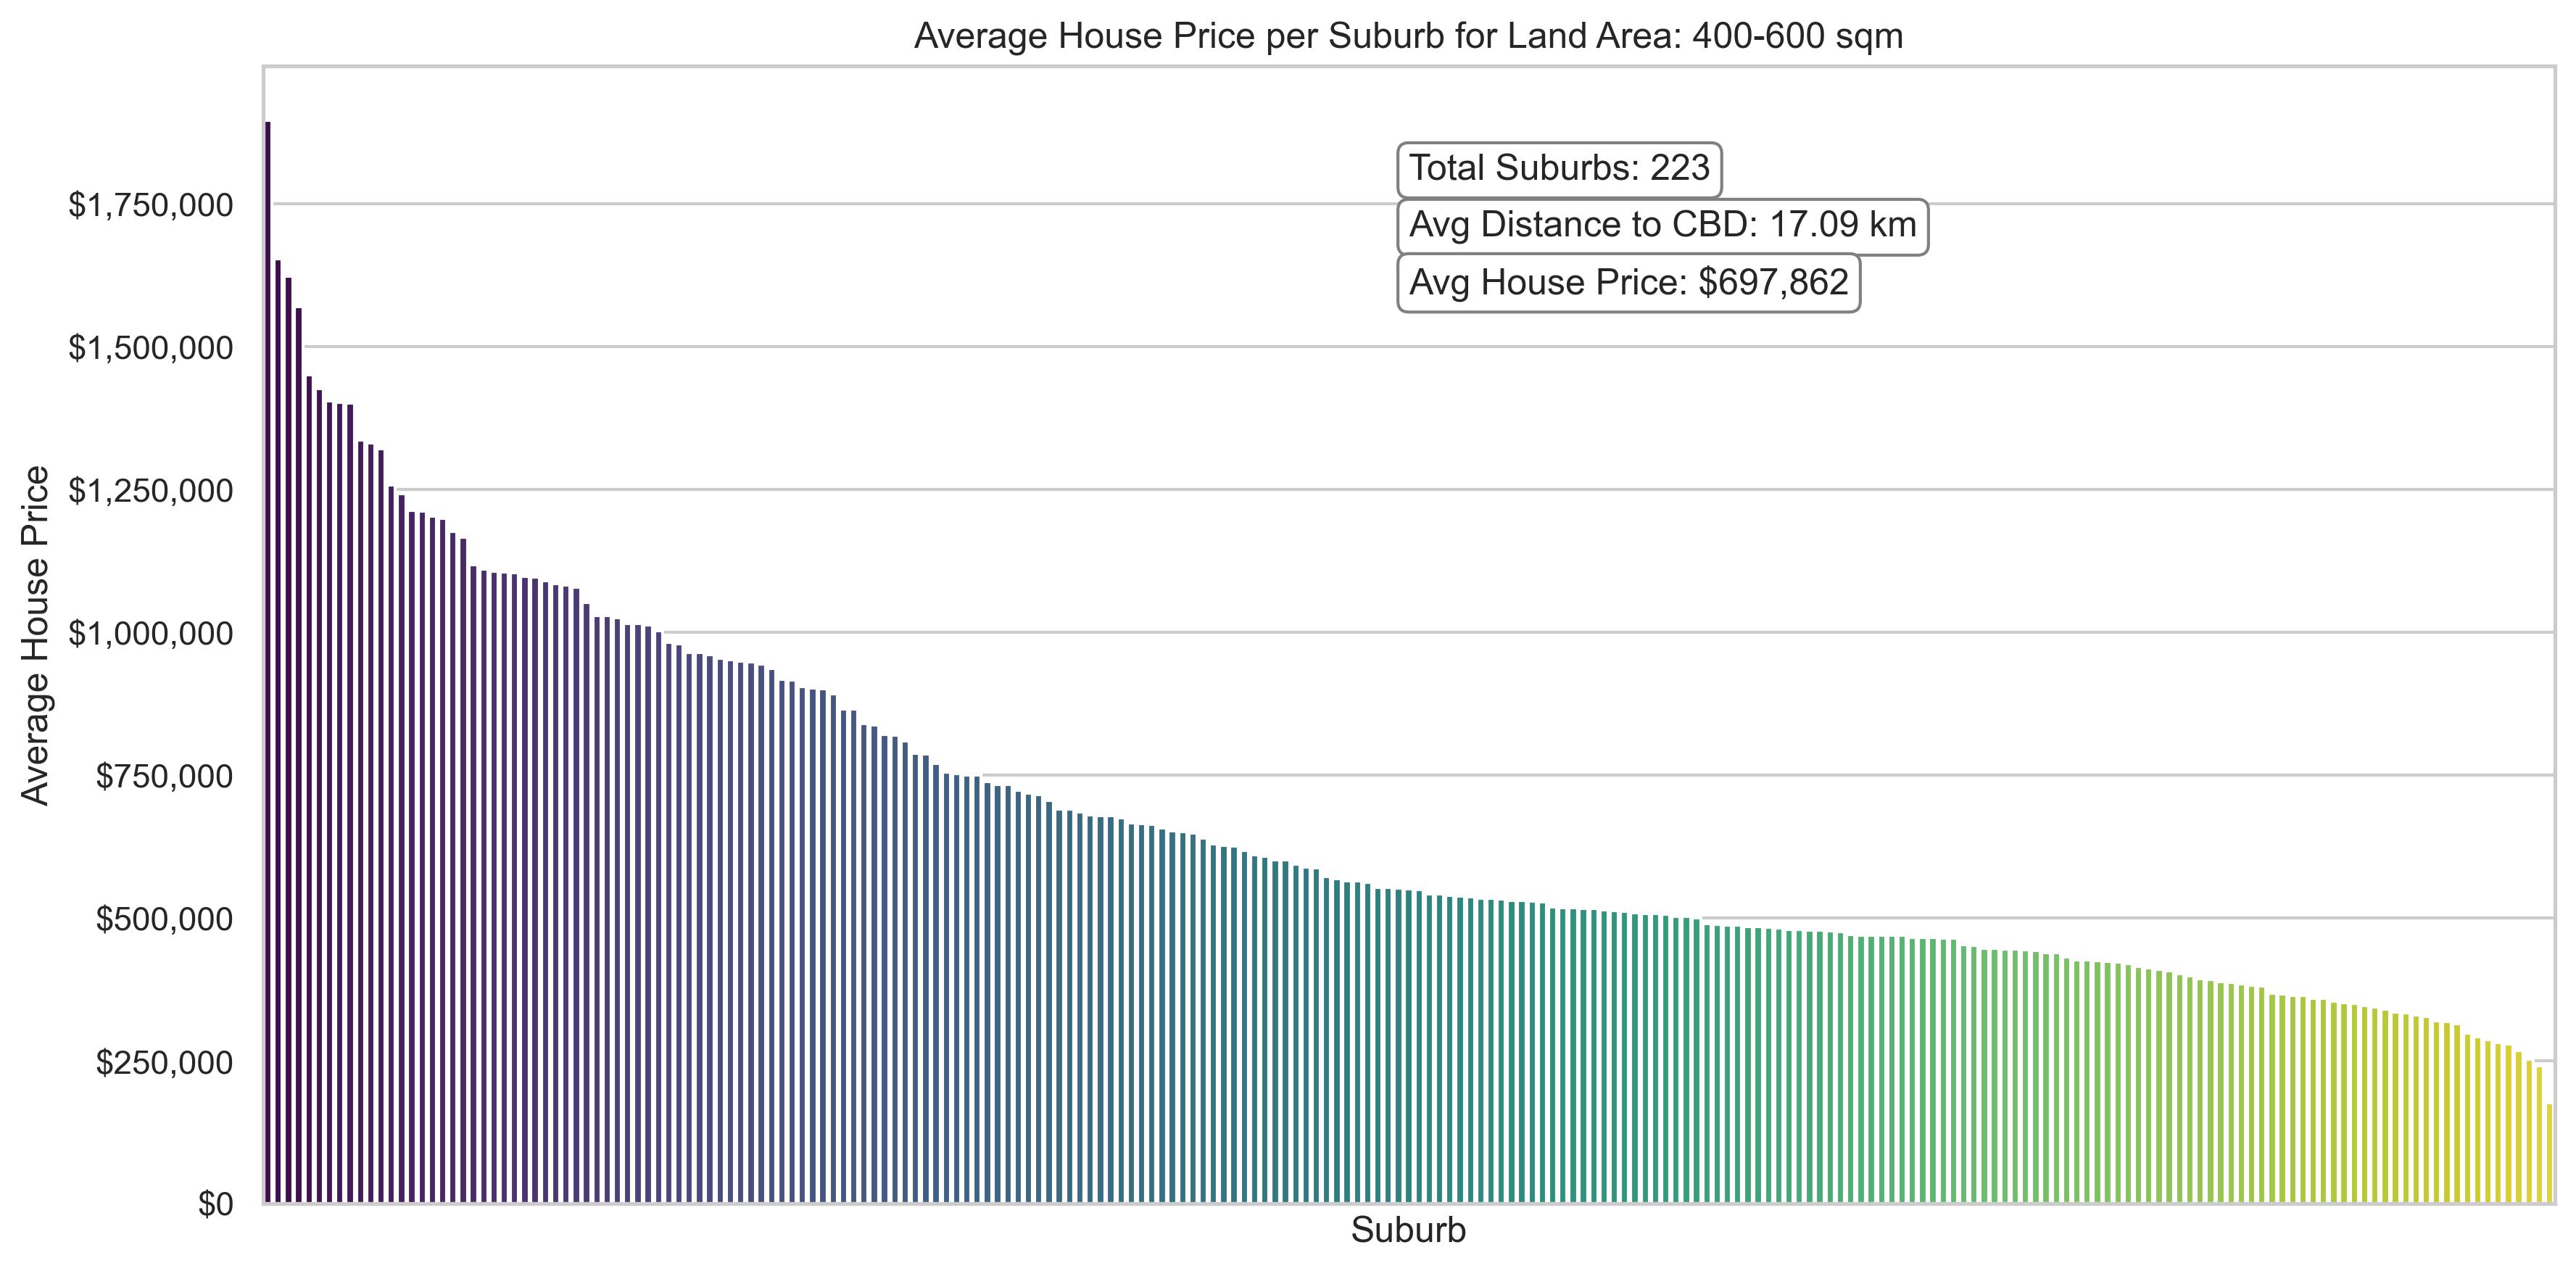 Average House Price per Suburb for Land Area: 400-600 sqm
Total Suburbs: 223
Avg Distance to CBD: 17.09 km
Avg House Price: $697,862
$1,750,000
$1,500,000
$1,250,000
$1,000,000
$750,000
$500,000
$250,000
$0
Average House Price
Suburb